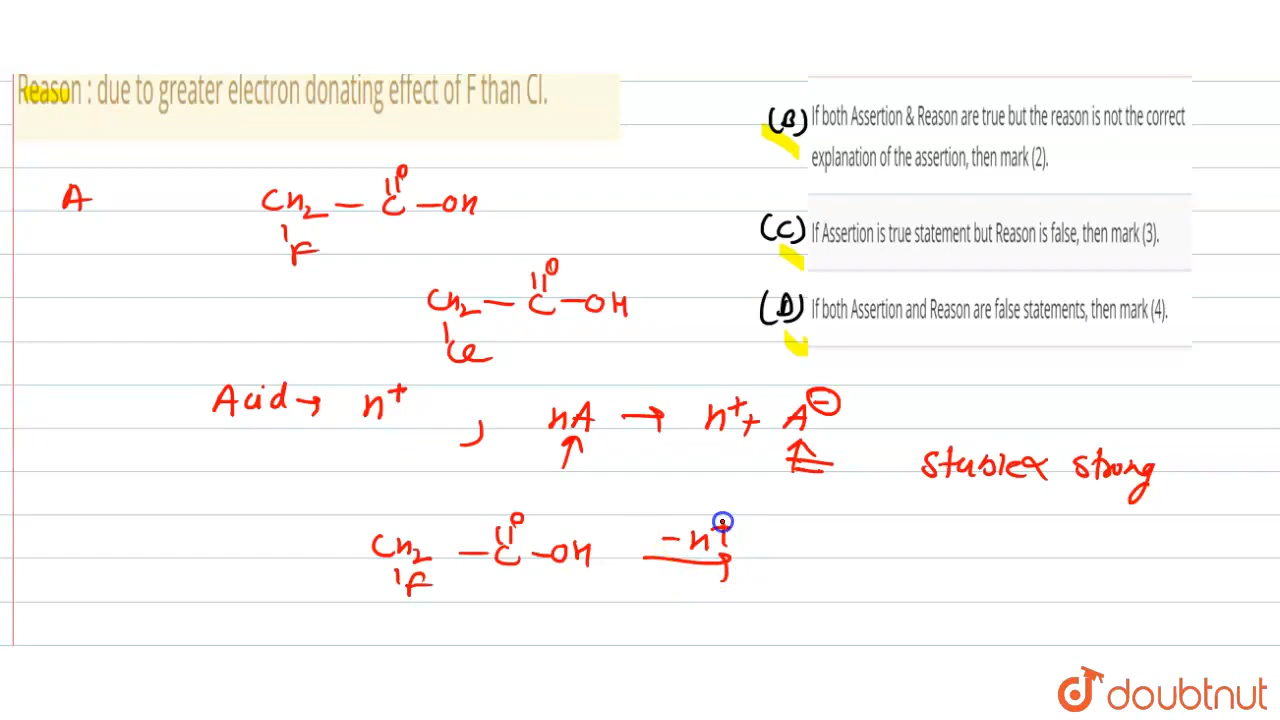 Reason : due to greater electron donating effect of F than Cl.
(B) If both Assertion & Reason are true but the reason is not the correct
explanation of the assertion, then mark (2).
(C) If Assertion is true statement but Reason is false, then mark (3).
(D) If both Assertion and Reason are false statements, then mark (4).
A
O
CH2 — C — OH
F
O
CH2 — C — OH
Cl
Acid → H+ , HA → H+ + A⊖
Stable ∝ strong
O
CH2 — C — OH -H+ →
F
doubtnut